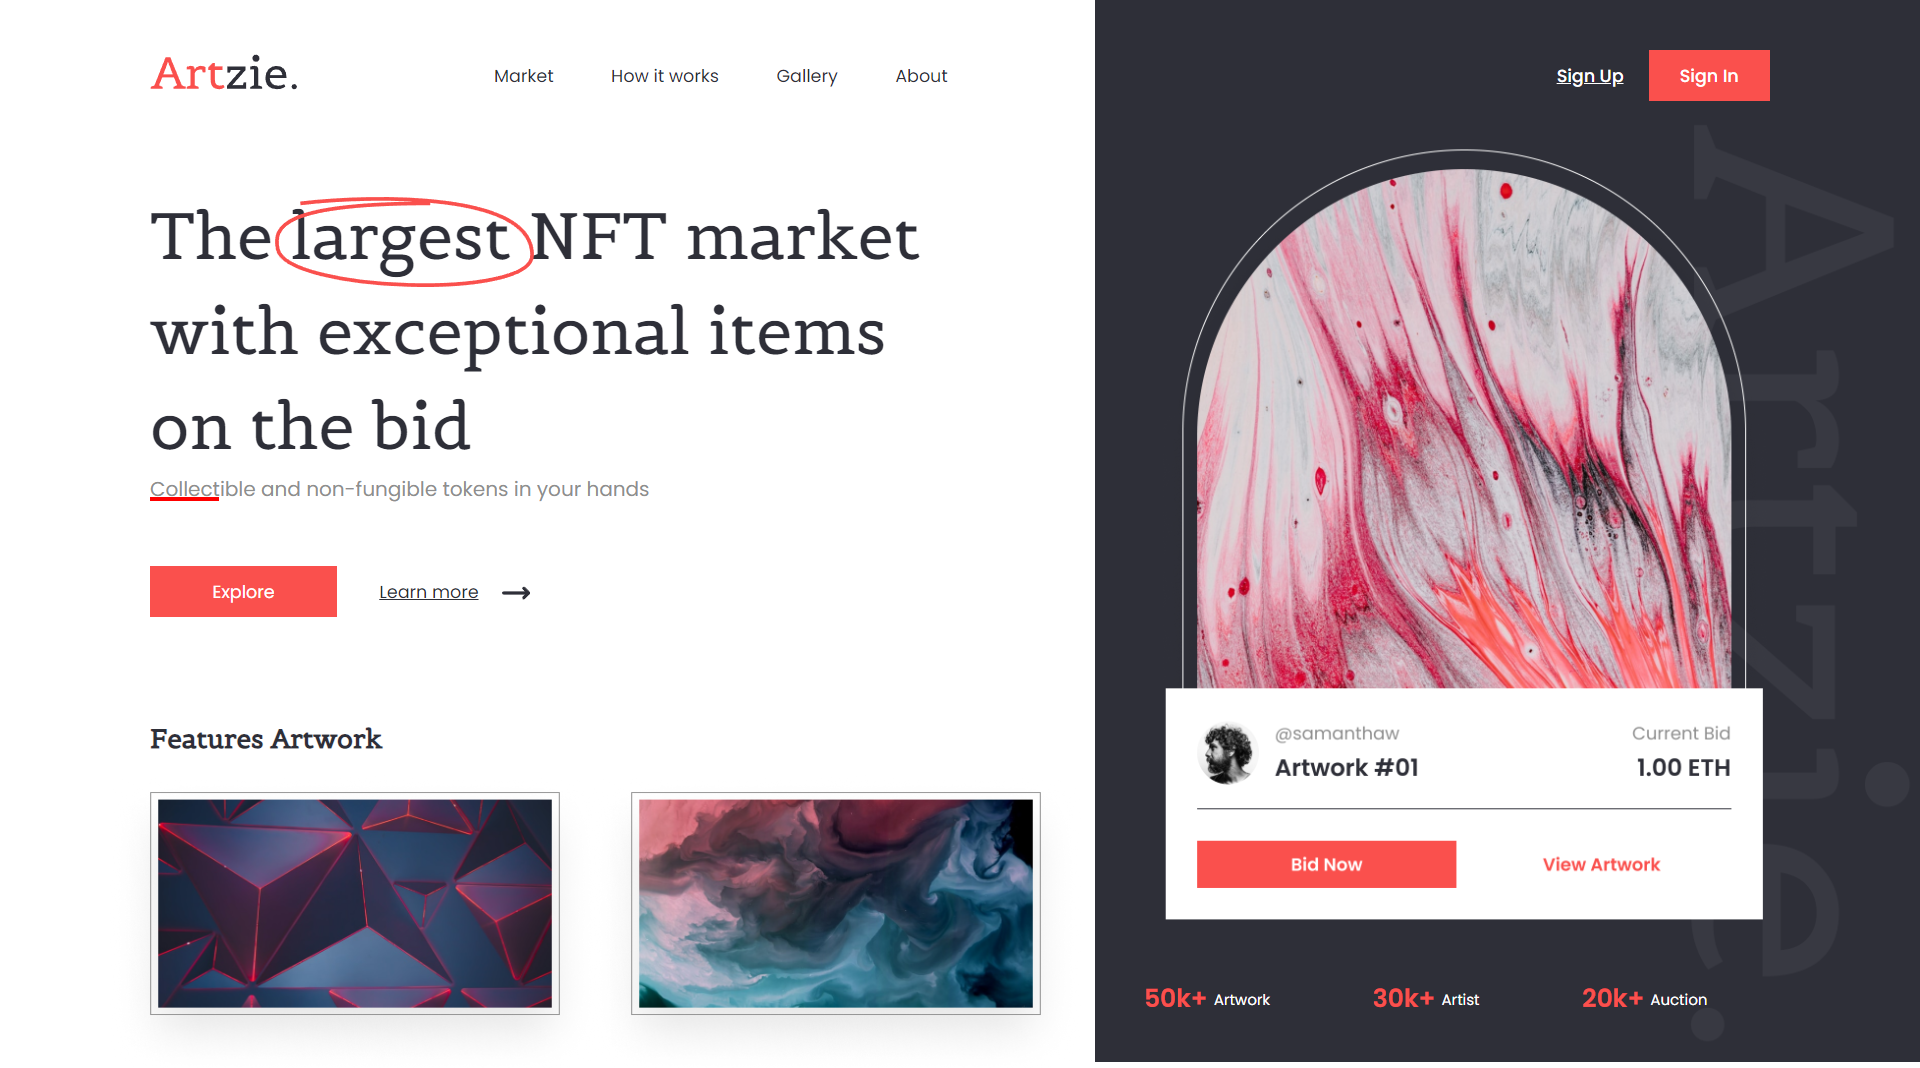 Artzie.
Market How it works Gallery About
Sign Up Sign In
The largest NFT market
with exceptional items
on the bid
Collectible and non-fungible tokens in your hands
Explore Learn more
Features Artwork
Artzie.
@samanthaw Current Bid
Artwork #01 1.00 ETH
Bid Now View Artwork
50k+ Artwork 30k+ Artist 20k+ Auction